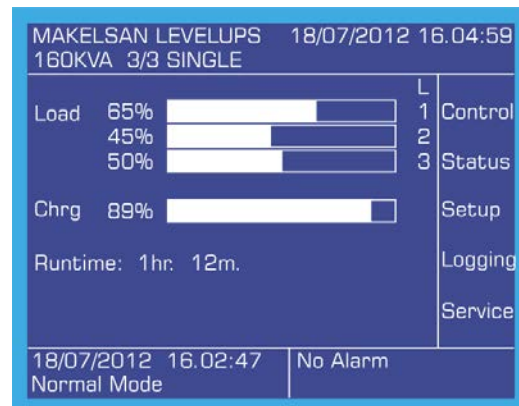 MAKELSAN LEVELUPS 18/07/2012 16.04:59
160KVA 3/3 SINGLE
L
Load 65% 1
45% 2
50% 3
Chrg 89%
Runtime: 1hr. 12m.
Control
Status
Setup
Logging
Service
18/07/2012 16.02:47
Normal Mode
No Alarm